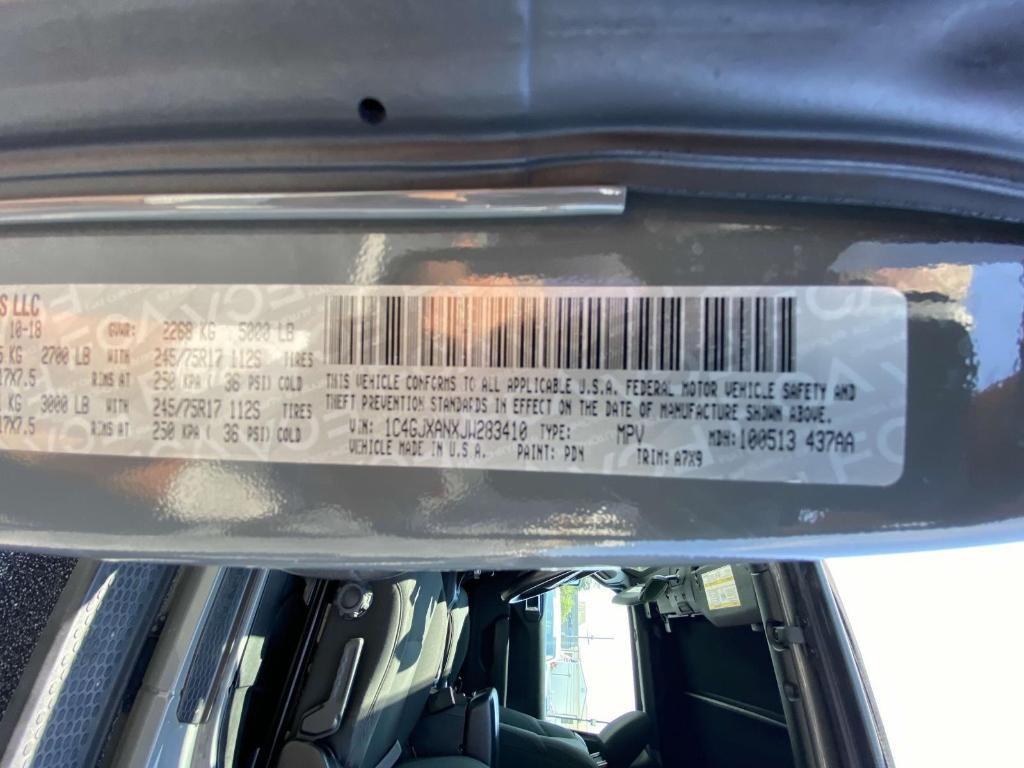 S LLC
10-18 GVWR: 2268 KG 5000 LB
KG 2700 LB WITH 245/75R17 112S TIRES
17X7.5 RIMS AT 250 KPA ( 36 PSI) COLD
KG 3000 LB WITH 245/75R17 112S TIRES
17X7.5 RIMS AT 250 KPA ( 36 PSI) COLD
THIS VEHICLE CONFORMS TO ALL APPLICABLE U.S.A. FEDERAL MOTOR VEHICLE SAFETY AND
THEFT PREVENTION STANDARDS IN EFFECT ON THE DATE OF MANUFACTURE SHOWN ABOVE.
VIN: 1C4GJXANXJW283410 TYPE: MPV MDH: 100513 437AA
VEHICLE MADE IN U.S.A. PAINT: PDN TRIM: A7X9